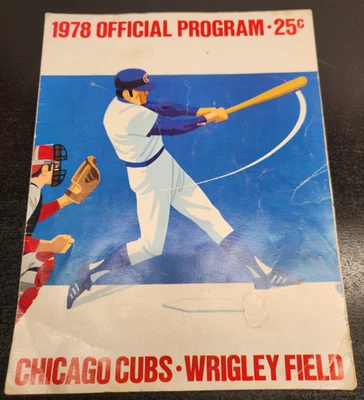 1978 OFFICIAL PROGRAM • 25¢
CHICAGO CUBS • WRIGLEY FIELD